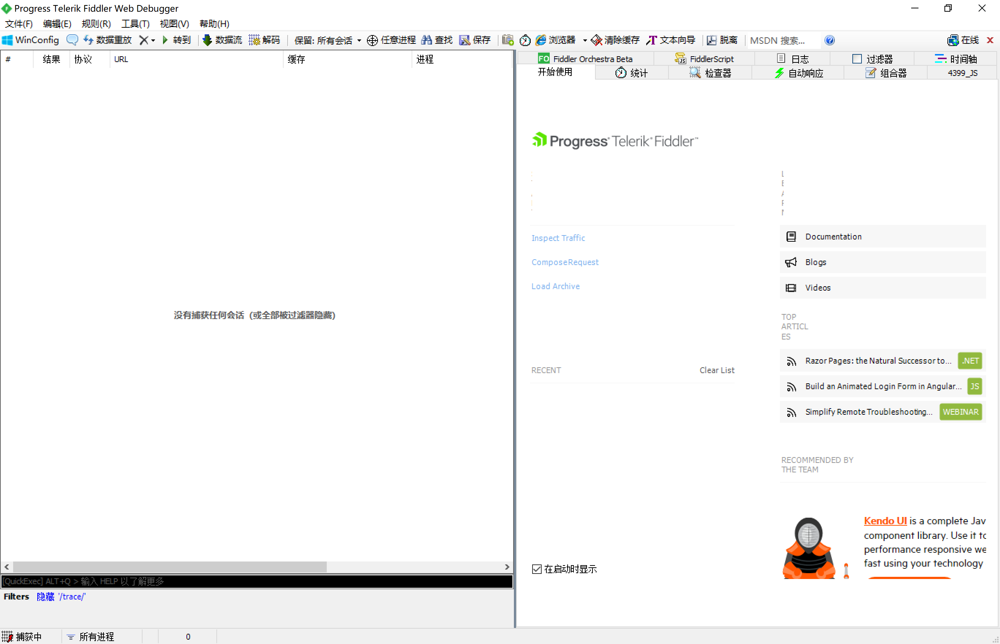 Progress Telerik Fiddler Web Debugger
文件(F) 编辑(E) 规则(R) 工具(T) 视图(V) 帮助(H)
WinConfig 数据重放 转到 数据流 解码 保留: 所有会话 任意进程 查找 保存 浏览器 清除缓存 文本向导 脱离 MSDN 搜索... 在线
# 结果 协议 URL 缓存 进程
没有捕获任何会话 (或全部被过滤器隐藏)
[QuickExec] ALT+Q > 输入 HELP 以了解更多
Filters 隐藏 '/trace/'
捕获中 所有进程 0
FO Fiddler Orchestra Beta FiddlerScript 日志 过滤器 时间轴
开始使用 统计 检查器 自动响应 组合器 4399_JS
Progress Telerik Fiddler™
Inspect Traffic
Compose Request
Load Archive
RECENT Clear List
在启动时显示
Documentation
Blogs
Videos
TOP
ARTICL
ES
Razor Pages: the Natural Successor to... .NET
Build an Animated Login Form in Angular... JS
Simplify Remote Troubleshooting... WEBINAR
RECOMMENDED BY
THE TEAM
Kendo UI is a complete Jav
component library. Use it to
performance responsive we
fast using your technology